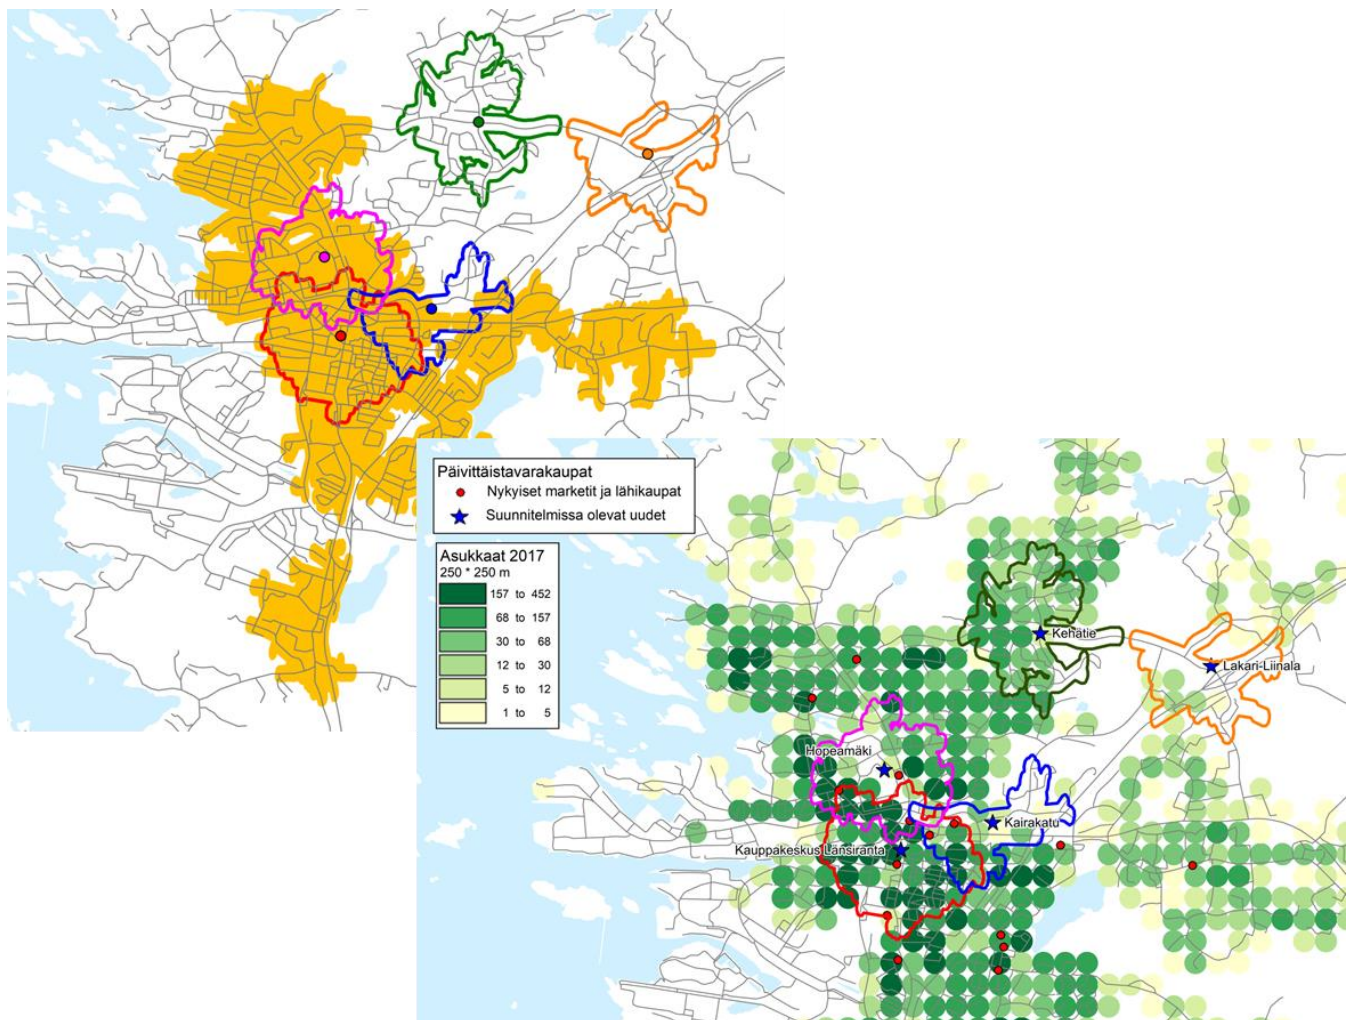 Päivittäistavarakaupat
Nykyiset marketit ja lähikaupat
Suunnitelmissa olevat uudet
Asukkaat 2017
250 * 250 m
157 to 452
68 to 157
30 to 68
12 to 30
5 to 12
1 to 5
Kehätie
Lakari-Liinala
Hopeamäki
Kairakatu
Kauppakeskus Länsiranta